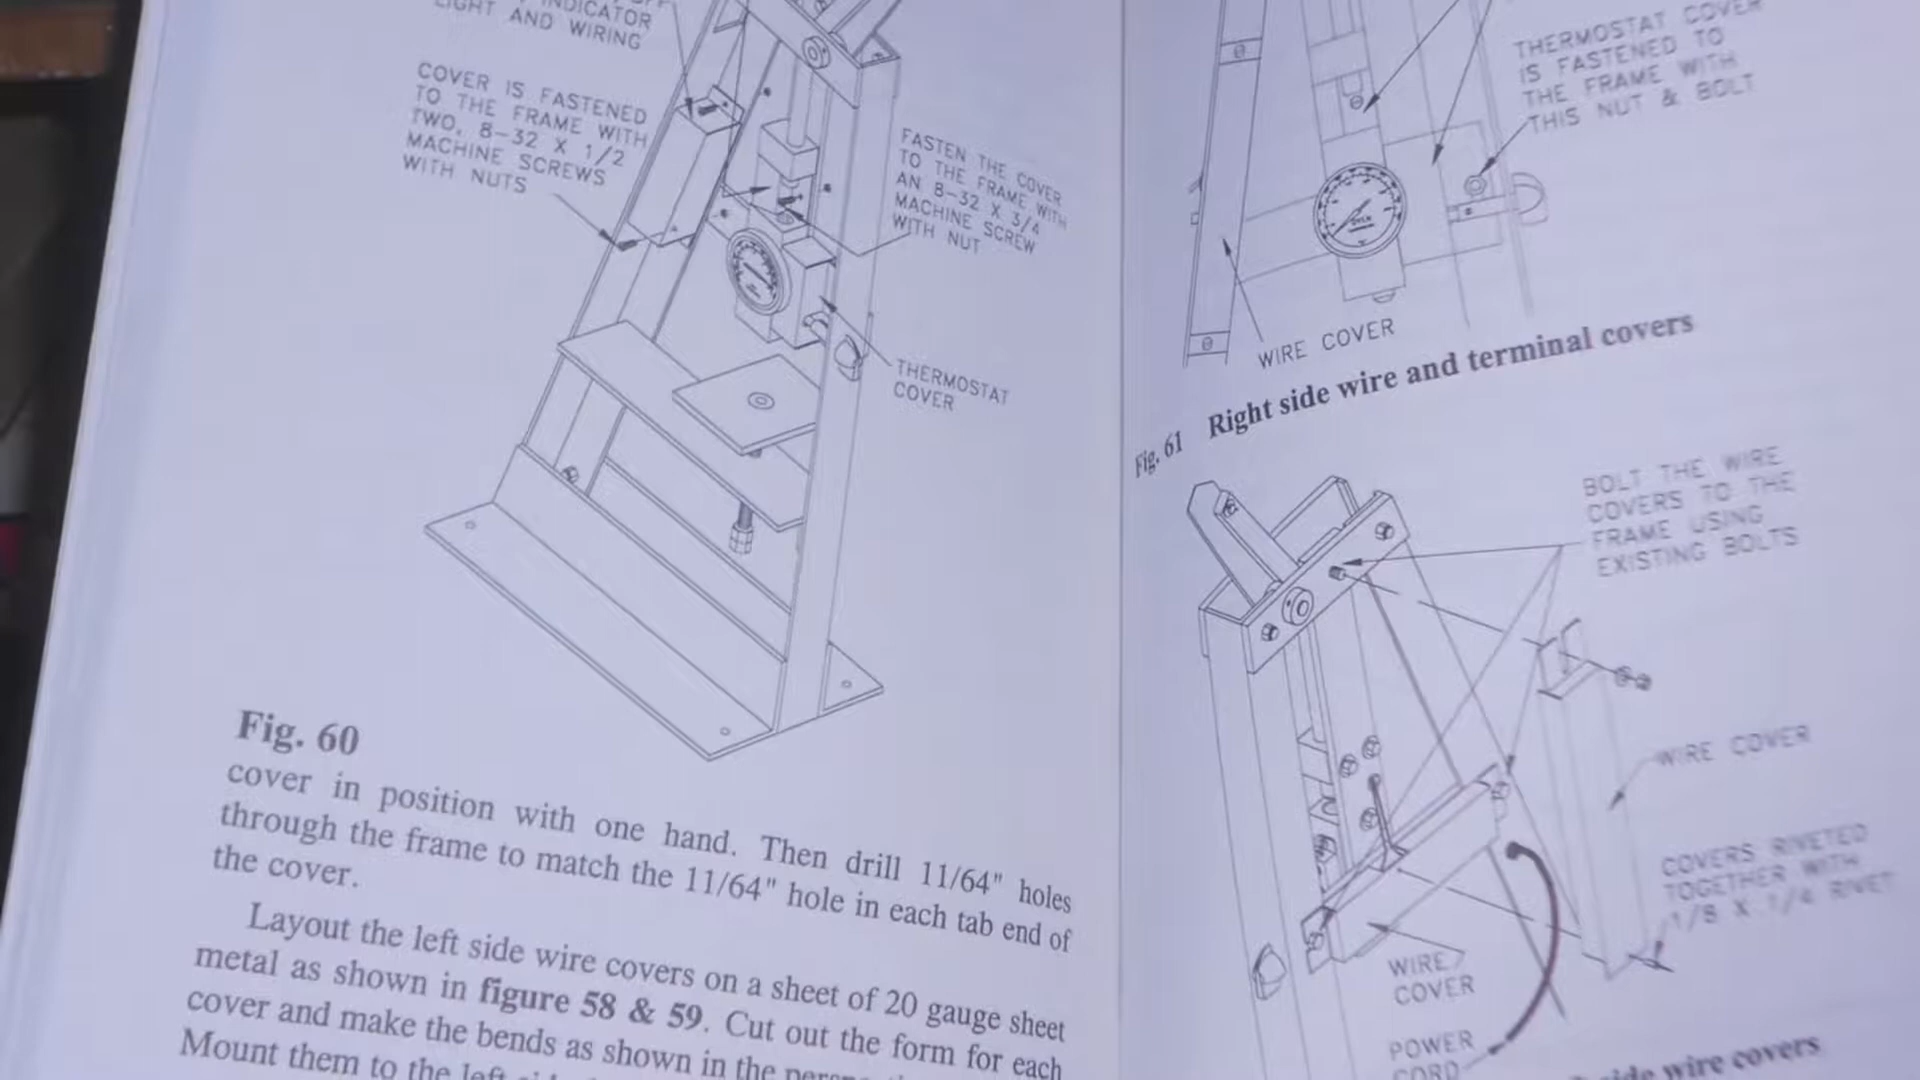 INDICATOR
LIGHT AND WIRING
COVER IS FASTENED
TO THE FRAME WITH
TWO, 8-32 X 1/2
MACHINE SCREWS
WITH NUTS
FASTEN THE COVER
TO THE FRAME WITH
AN 8-32 X 3/4
MACHINE SCREW
WITH NUT
THERMOSTAT
COVER
Fig. 60
cover in position with one hand. Then drill 11/64" holes
through the frame to match the 11/64" hole in each tab end of
the cover.
Layout the left side wire covers on a sheet of 20 gauge sheet
metal as shown in figure 58 & 59. Cut out the form for each
cover and make the bends as shown in the
Mount them to the left
THERMOSTAT COVER
IS FASTENED TO
THE FRAME WITH
THIS NUT & BOLT
WIRE COVER
Fig. 61 Right side wire and terminal covers
BOLT THE WIRE
COVERS TO THE
FRAME USING
EXISTING BOLTS
WIRE COVER
COVERS RIVETED
TOGETHER WITH
1/8 X 1/4 RIVET
WIRE
COVER
POWER
CORD
side wire covers